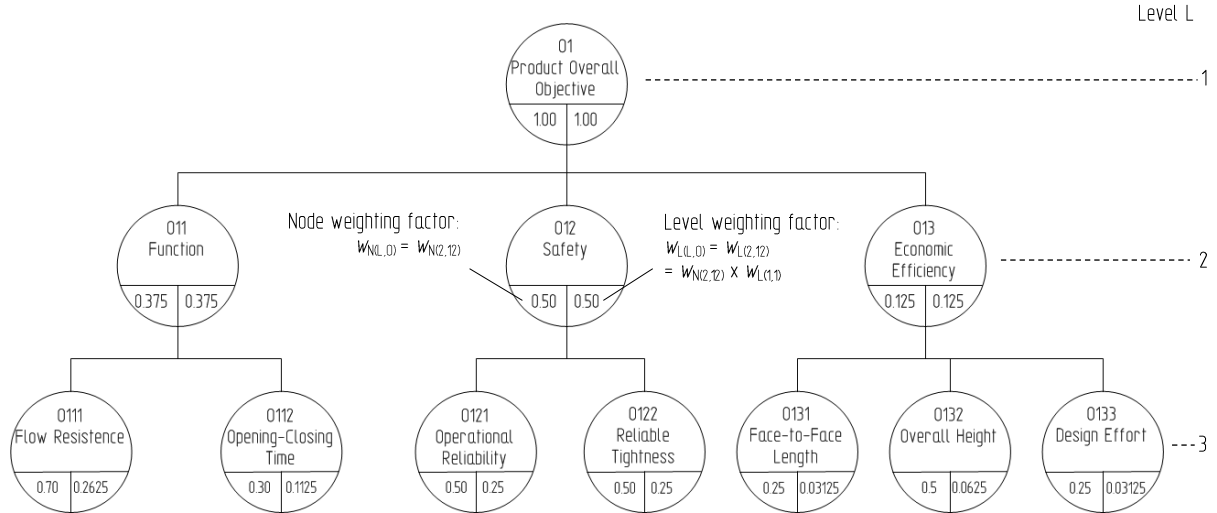 Level L
O1
Product Overall
Objective
1.00 1.00
1
Node weighting factor:
wN(L,O) = wN(2,12)
Level weighting factor:
wL(L,O) = wL(2,12)
= wN(2,12) x wL(1,1)
O11
Function
0.375 0.375
O12
Safety
0.50 0.50
O13
Economic
Efficiency
0.125 0.125
2
O111
Flow Resistence
0.70 0.2625
O112
Opening-Closing
Time
0.30 0.1125
O121
Operational
Reliability
0.50 0.25
O122
Reliable
Tightness
0.50 0.25
O131
Face-to-Face
Length
0.25 0.03125
O132
Overall Height
0.5 0.0625
O133
Design Effort
0.25 0.03125
3